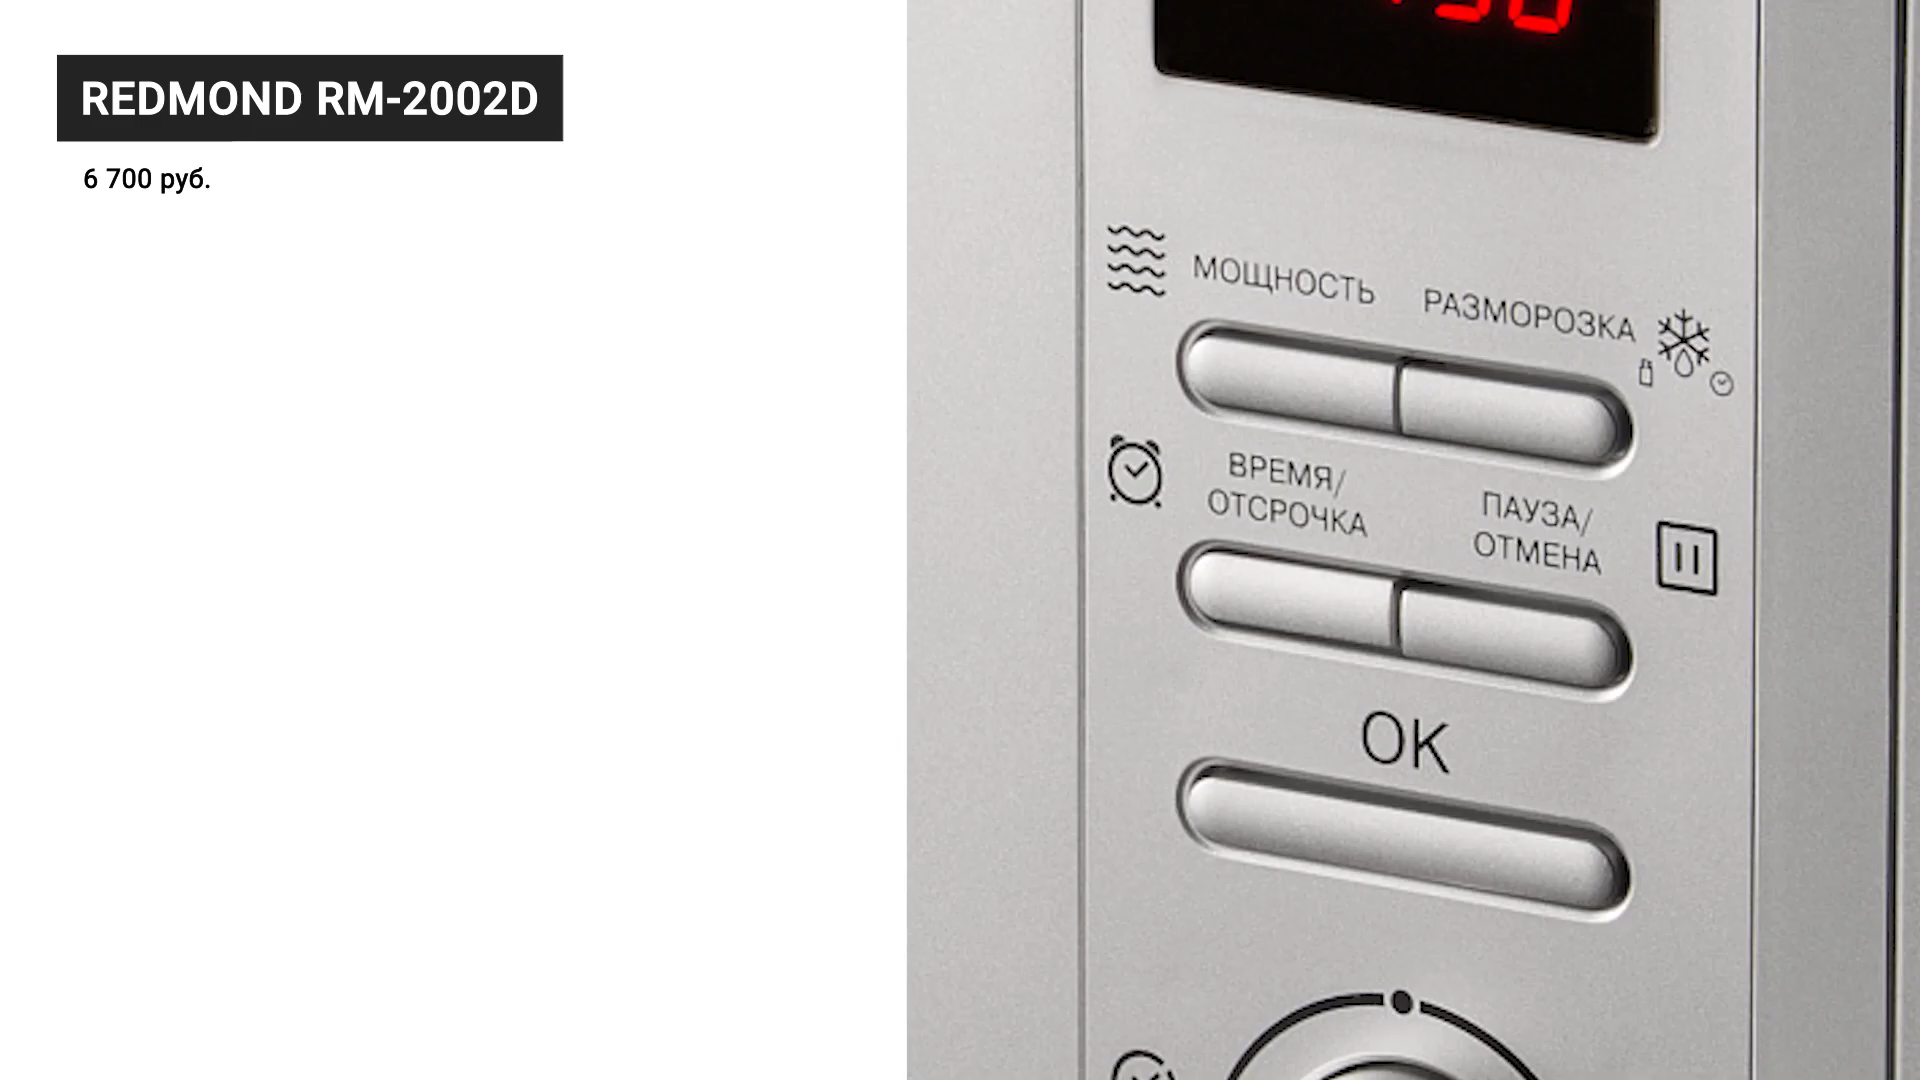 REDMOND RM-2002D
6 700 руб.
МОЩНОСТЬ
РАЗМОРОЗКА
ВРЕМЯ/
ОТСРОЧКА
ПАУЗА/
ОТМЕНА
OK